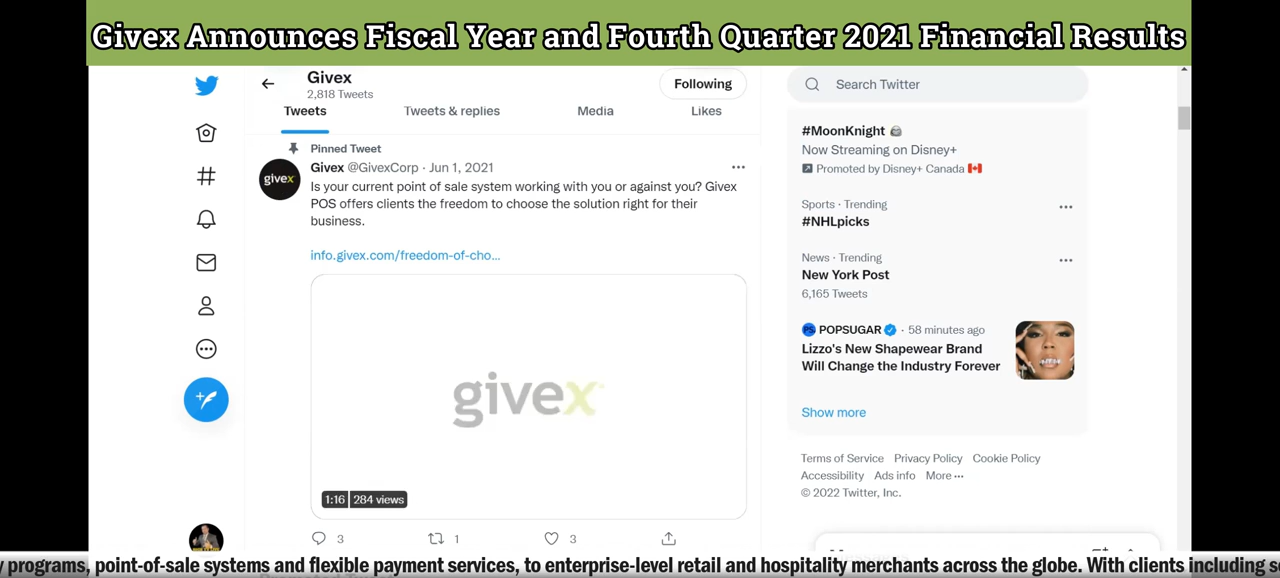 Givex Announces Fiscal Year and Fourth Quarter 2021 Financial Results
Givex
2,818 Tweets
Following
Tweets
Tweets & replies
Media
Likes
Pinned Tweet
Givex @GivexCorp · Jun 1, 2021
givex
Is your current point of sale system working with you or against you? Givex
POS offers clients the freedom to choose the solution right for their
business.
info.givex.com/freedom-of-cho...
givex
1:16 284 views
3
1
3
Search Twitter
#MoonKnight
Now Streaming on Disney+
Promoted by Disney+ Canada
Sports · Trending
#NHLpicks
News · Trending
New York Post
6,165 Tweets
PS POPSUGAR · 58 minutes ago
Lizzo's New Shapewear Brand
Will Change the Industry Forever
Show more
Terms of Service Privacy Policy Cookie Policy
Accessibility Ads info More ···
© 2022 Twitter, Inc.
programs, point-of-sale systems and flexible payment services, to enterprise-level retail and hospitality merchants across the globe. With clients including